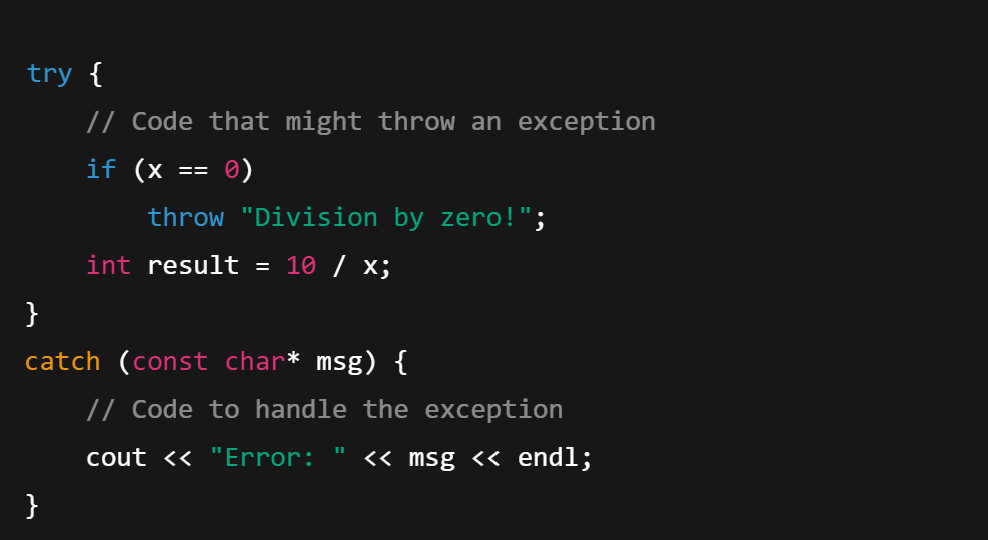 try {
    // Code that might throw an exception
    if (x == 0)
        throw "Division by zero!";
    int result = 10 / x;
}
catch (const char* msg) {
    // Code to handle the exception
    cout << "Error: " << msg << endl;
}